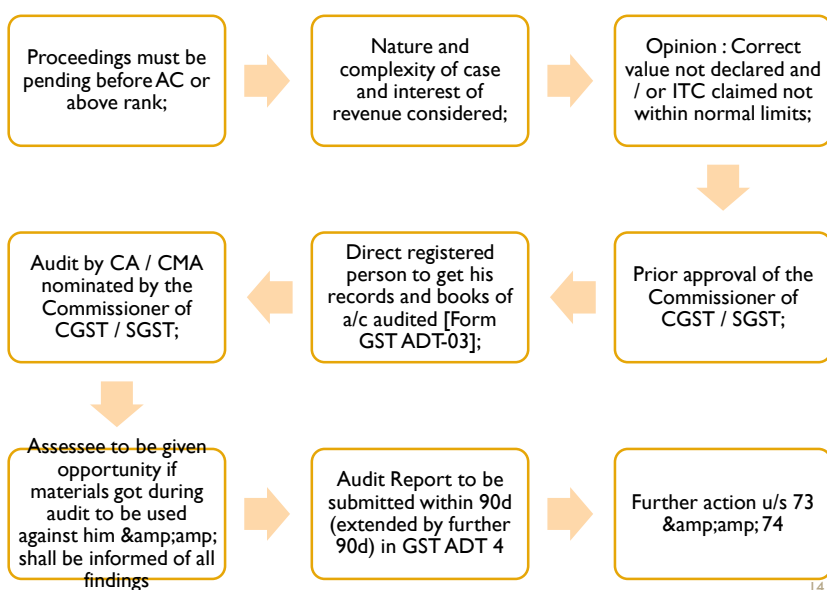 Proceedings must be
pending before AC or
above rank;
Nature and
complexity of case
and interest of
revenue considered;
Opinion : Correct
value not declared and
/ or ITC claimed not
within normal limits;
Prior approval of the
Commissioner of
CGST / SGST;
Direct registered
person to get his
records and books of
a/c audited [Form
GST ADT-03];
Audit by CA / CMA
nominated by the
Commissioner of
CGST / SGST;
Assessee to be given
opportunity if
materials got during
audit to be used
against him &amp;amp;
shall be informed of all
findings
Audit Report to be
submitted within 90d
(extended by further
90d) in GST ADT 4
Further action u/s 73
&amp;amp; 74
14